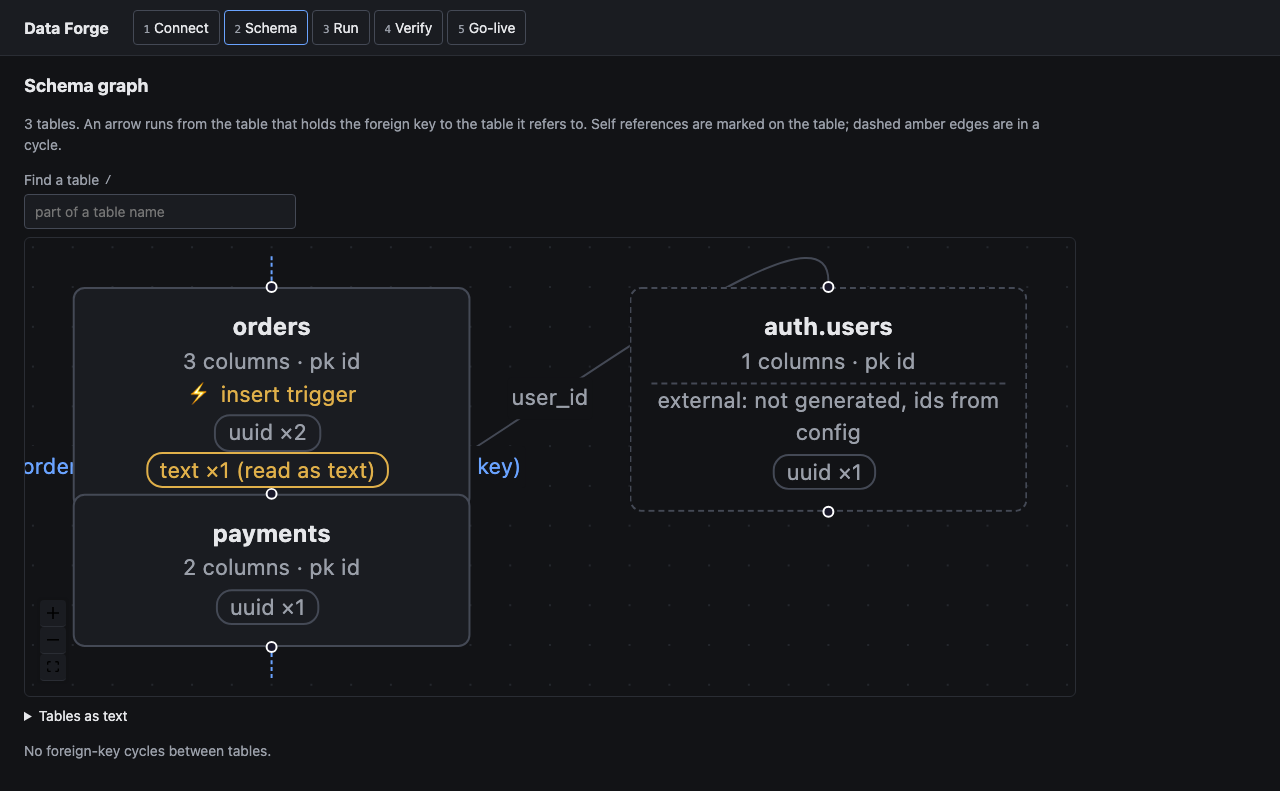 Data Forge
1 Connect
2 Schema
3 Run
4 Verify
5 Go-live
Schema graph
3 tables. An arrow runs from the table that holds the foreign key to the table it refers to. Self references are marked on the table; dashed amber edges are in a
cycle.
Find a table /
part of a table name
orders
3 columns · pk id
⚡ insert trigger
uuid ×2
text ×1 (read as text)
order
key)
user_id
auth.users
1 columns · pk id
external: not generated, ids from
config
uuid ×1
payments
2 columns · pk id
uuid ×1
Tables as text
No foreign-key cycles between tables.